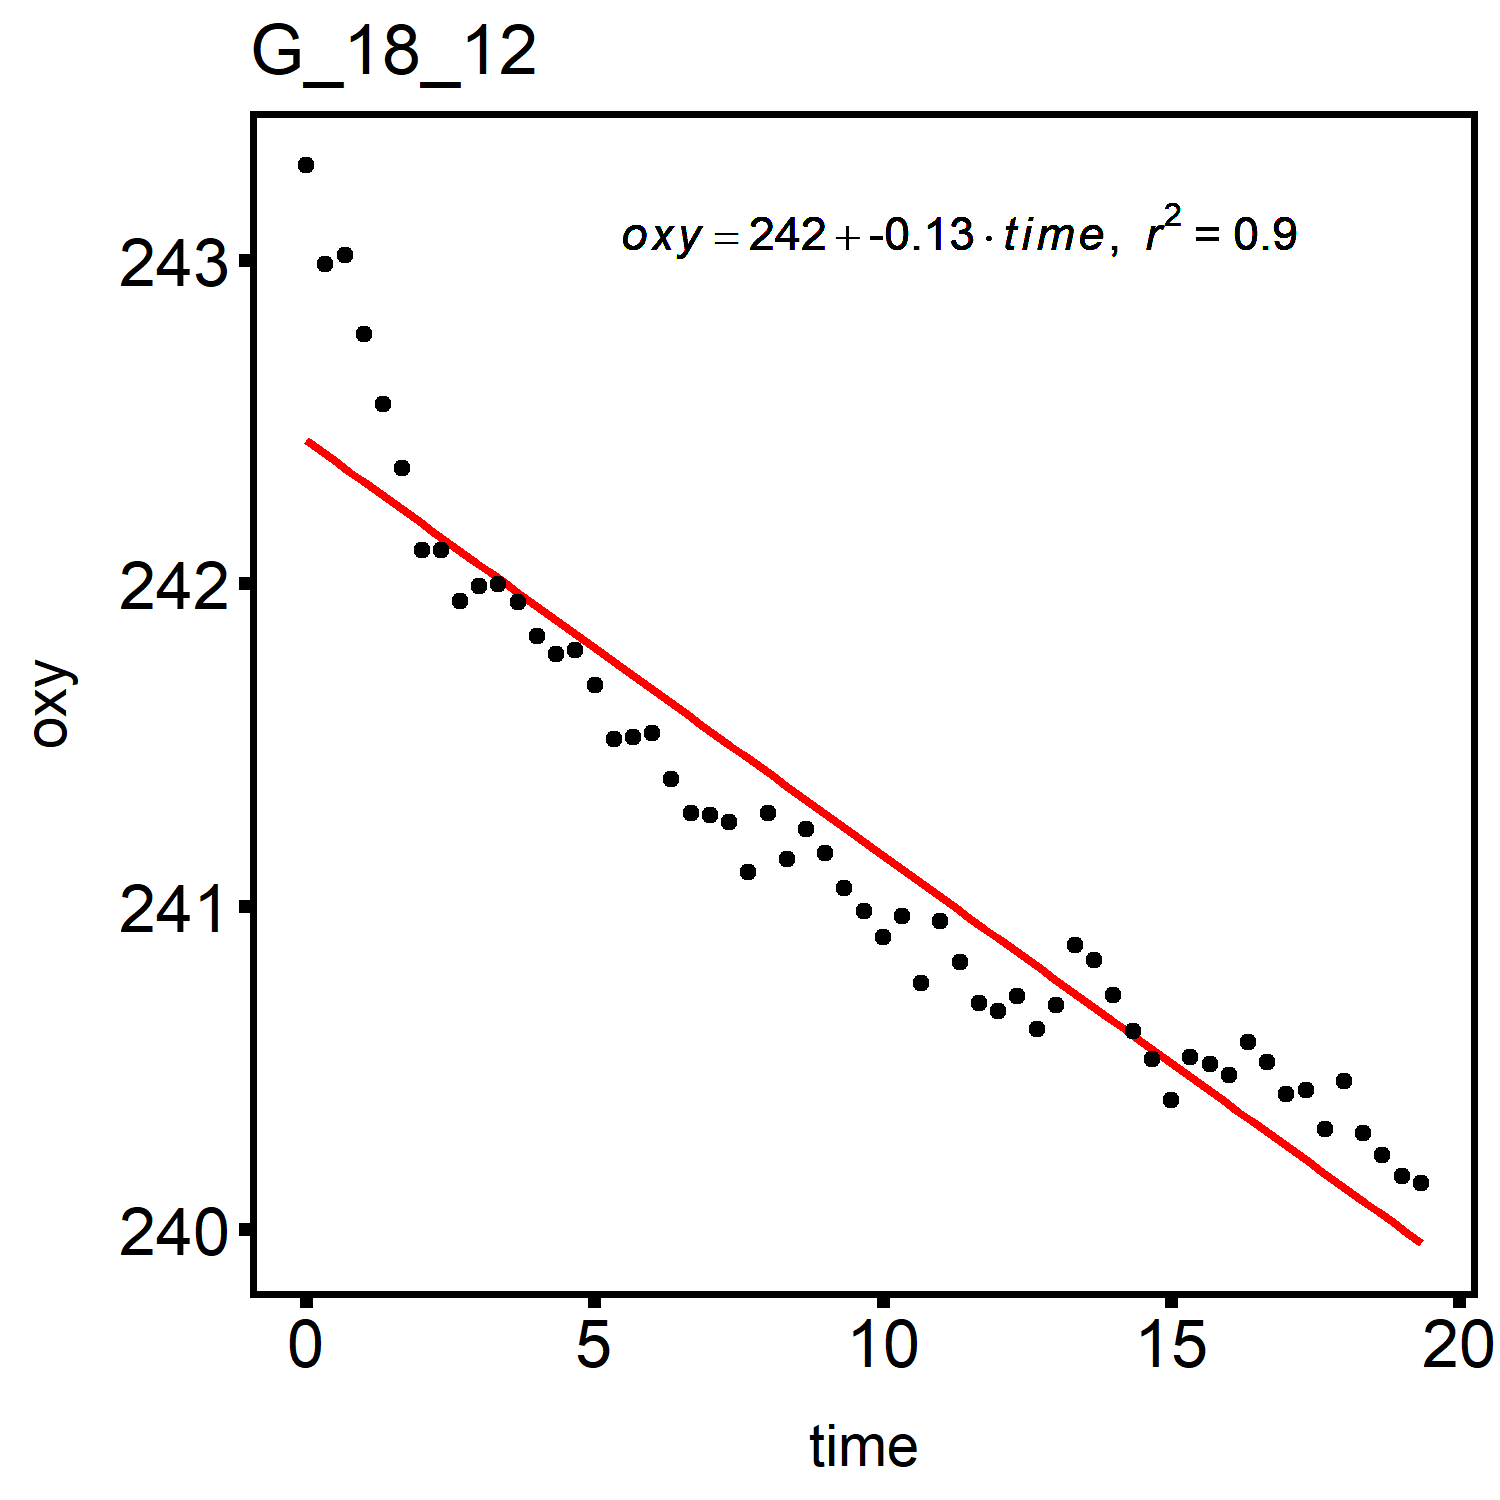 G_18_12
oxy = 242 + -0.13 · time, r² = 0.9
243
242
241
240
oxy
0 5 10 15 20
time